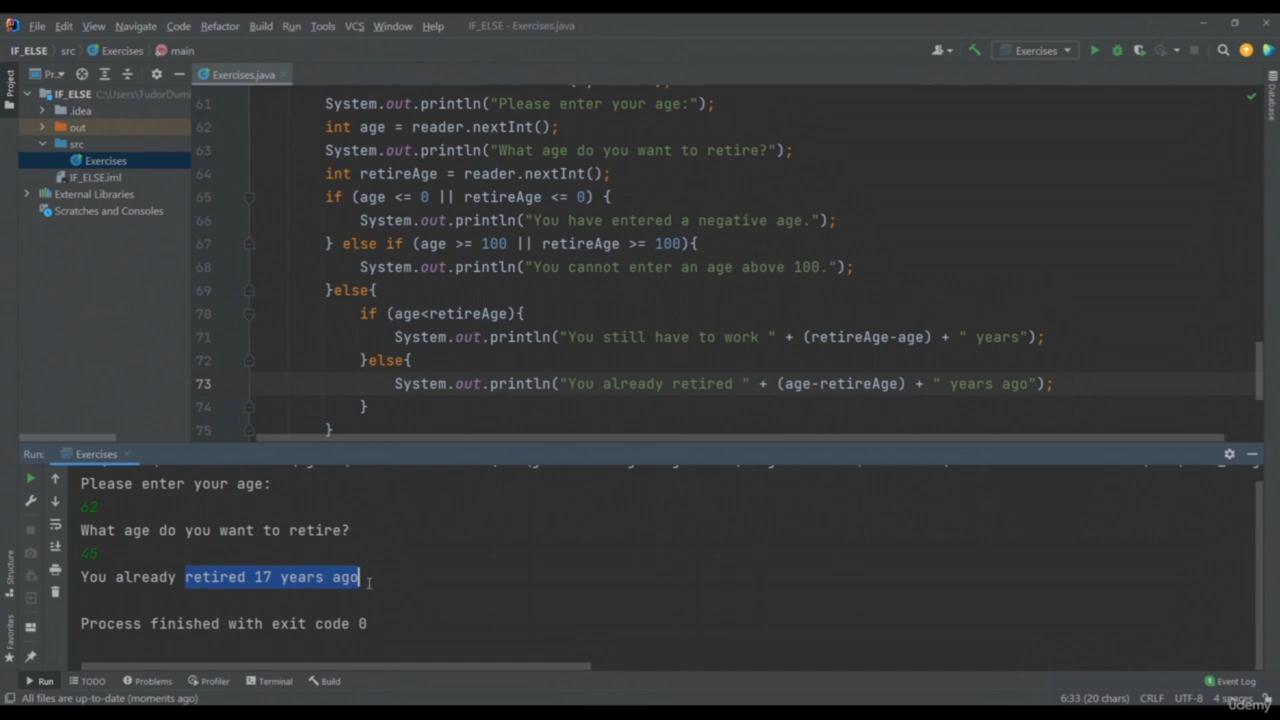 File Edit View Navigate Code Refactor Build Run Tools VCS Window Help IF_ELSE - Exercises.java
IF_ELSE src Exercises main
Exercises
Project
Pr...
Exercises.java
IF_ELSE C:\Users\TudorDumi
.idea
out
src
Exercises
IF_ELSE.iml
External Libraries
Scratches and Consoles
Database
61 System.out.println("Please enter your age:");
62 int age = reader.nextInt();
63 System.out.println("What age do you want to retire?");
64 int retireAge = reader.nextInt();
65 if (age <= 0 || retireAge <= 0) {
66 System.out.println("You have entered a negative age.");
67 } else if (age >= 100 || retireAge >= 100){
68 System.out.println("You cannot enter an age above 100.");
69 }else{
70 if (age<retireAge){
71 System.out.println("You still have to work " + (retireAge-age) + " years");
72 }else{
73 System.out.println("You already retired " + (age-retireAge) + " years ago");
74 }
75 }
Run: Exercises
Please enter your age:
62
What age do you want to retire?
45
You already retired 17 years ago
Process finished with exit code 0
Structure
Favorites
Run TODO Problems Profiler Terminal Build Event Log
All files are up-to-date (moments ago) 6:33 (20 chars) CRLF UTF-8 4 spaces
Udemy